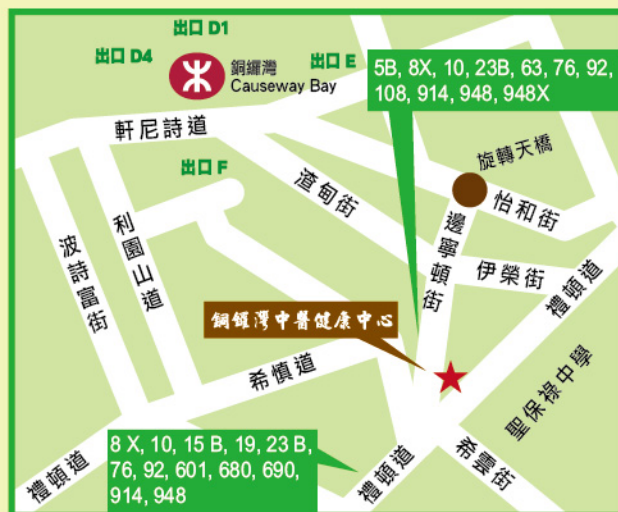 出口 D1
出口 D4
銅鑼灣
Causeway Bay
出口 E
5B, 8X, 10, 23B, 63, 76, 92,
108, 914, 948, 948X
軒尼詩道
旋轉天橋
出口 F
渣甸街
怡和街
邊寧頓街
利園山道
波詩富街
伊榮街
禮頓道
銅鑼灣中醫健康中心
希慎道
聖保祿中學
8 X, 10, 15 B, 19, 23 B,
76, 92, 601, 680, 690,
914, 948
禮頓道
禮頓道
希雲街